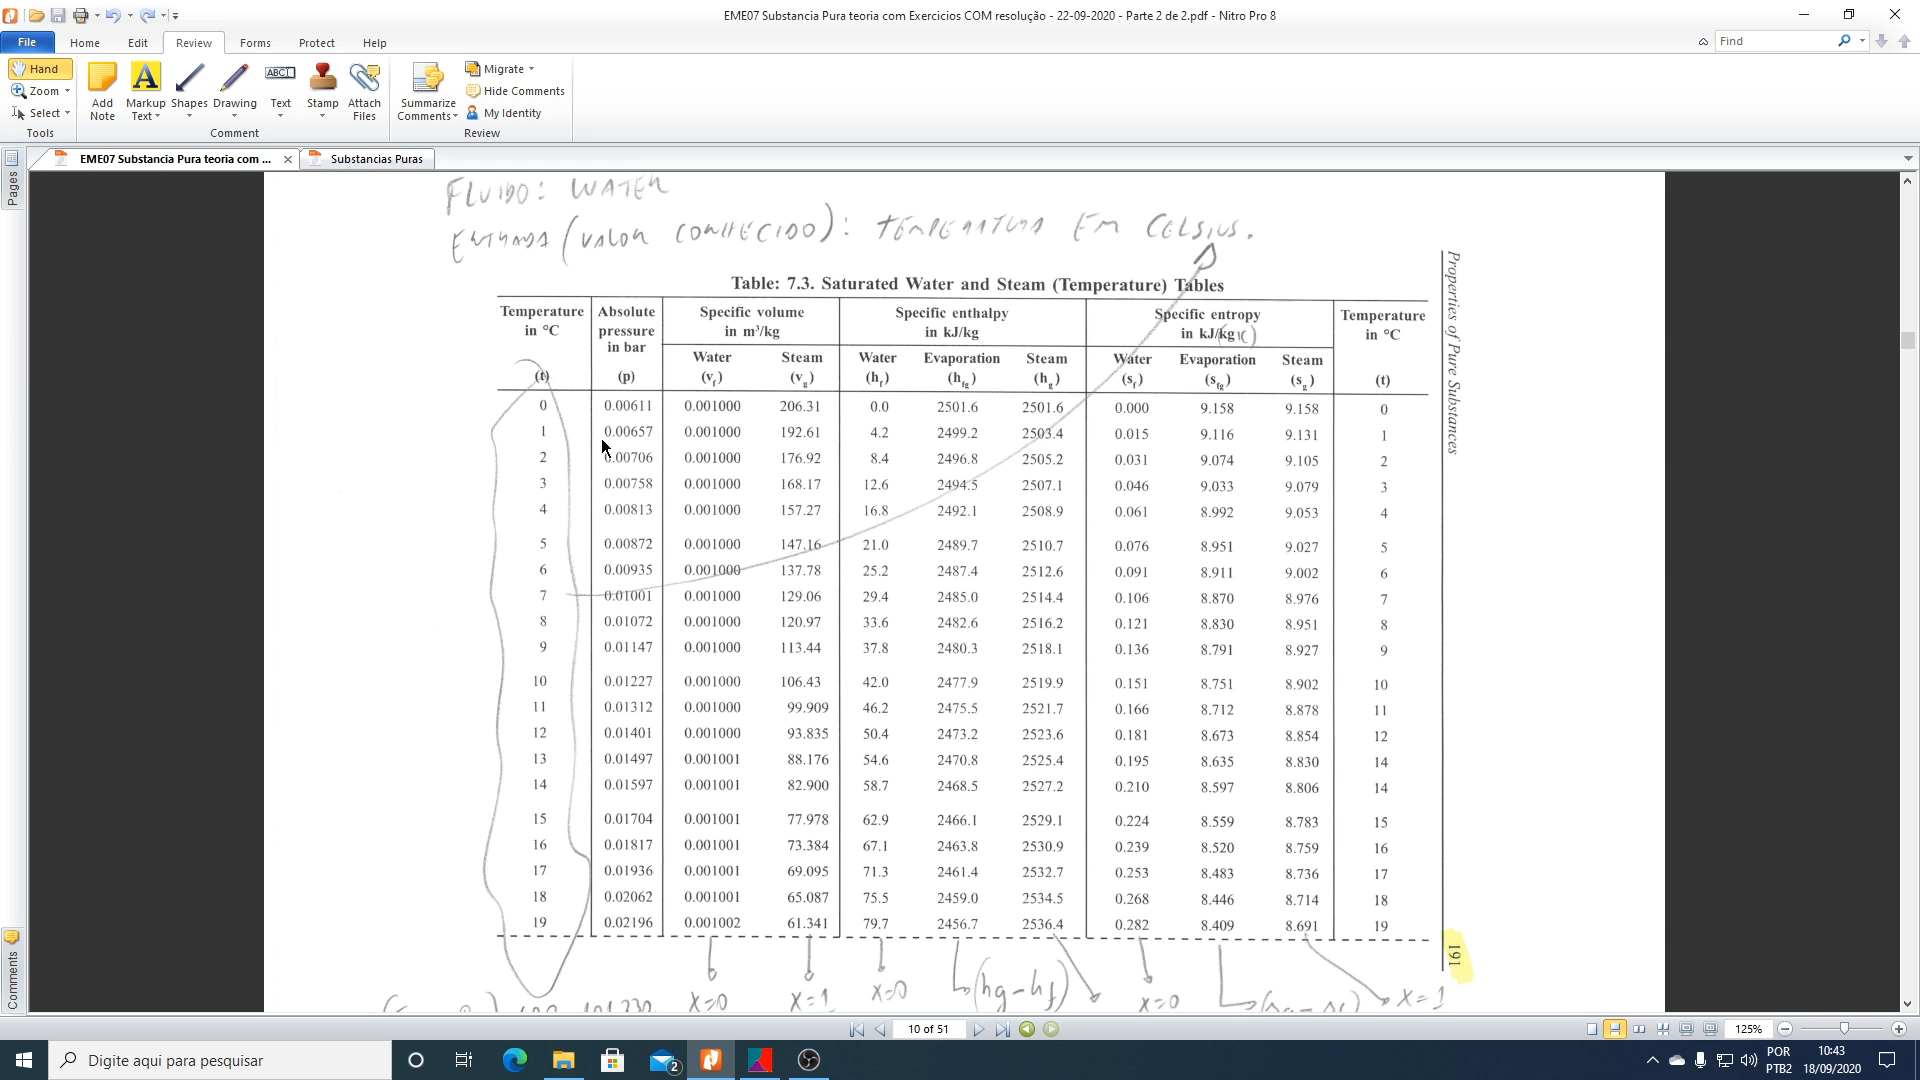 EME07 Substancia Pura teoria com Exercicios COM resolução - 22-09-2020 - Parte 2 de 2.pdf - Nitro Pro 8
File Home Edit Review Forms Protect Help
Find
Hand
Zoom
Select
Tools
Add Note
Markup Text
Shapes
Drawing
Text
Stamp
Attach Files
Comment
Summarize Comments
Migrate
Hide Comments
My Identity
Review
EME07 Substancia Pura teoria com ...
Substancias Puras
Pages
Comments
FLUIDO: WATER
ENTRADA (VALOR CONHECIDO): TEMPERATURA EM CELSIUS.
Table: 7.3. Saturated Water and Steam (Temperature) Tables
Temperature in °C (t) Absolute pressure in bar (p) Specific volume in m³/kg Specific enthalpy in kJ/kg Specific entropy in kJ/kg K Temperature in °C (t)
Water (vf) Steam (vg) Water (hf) Evaporation (hfg) Steam (hg) Water (sf) Evaporation (sfg) Steam (sg)
0 0.00611 0.001000 206.31 0.0 2501.6 2501.6 0.000 9.158 9.158 0
1 0.00657 0.001000 192.61 4.2 2499.2 2503.4 0.015 9.116 9.131 1
2 0.00706 0.001000 176.92 8.4 2496.8 2505.2 0.031 9.074 9.105 2
3 0.00758 0.001000 168.17 12.6 2494.5 2507.1 0.046 9.033 9.079 3
4 0.00813 0.001000 157.27 16.8 2492.1 2508.9 0.061 8.992 9.053 4
5 0.00872 0.001000 147.16 21.0 2489.7 2510.7 0.076 8.951 9.027 5
6 0.00935 0.001000 137.78 25.2 2487.4 2512.6 0.091 8.911 9.002 6
7 0.01001 0.001000 129.06 29.4 2485.0 2514.4 0.106 8.870 8.976 7
8 0.01072 0.001000 120.97 33.6 2482.6 2516.2 0.121 8.830 8.951 8
9 0.01147 0.001000 113.44 37.8 2480.3 2518.1 0.136 8.791 8.927 9
10 0.01227 0.001000 106.43 42.0 2477.9 2519.9 0.151 8.751 8.902 10
11 0.01312 0.001000 99.909 46.2 2475.5 2521.7 0.166 8.712 8.878 11
12 0.01401 0.001000 93.835 50.4 2473.2 2523.6 0.181 8.673 8.854 12
13 0.01497 0.001001 88.176 54.6 2470.8 2525.4 0.195 8.635 8.830 14
14 0.01597 0.001001 82.900 58.7 2468.5 2527.2 0.210 8.597 8.806 14
15 0.01704 0.001001 77.978 62.9 2466.1 2529.1 0.224 8.559 8.783 15
16 0.01817 0.001001 73.384 67.1 2463.8 2530.9 0.239 8.520 8.759 16
17 0.01936 0.001001 69.095 71.3 2461.4 2532.7 0.253 8.483 8.736 17
18 0.02062 0.001001 65.087 75.5 2459.0 2534.5 0.268 8.446 8.714 18
19 0.02196 0.001002 61.341 79.7 2456.7 2536.4 0.282 8.409 8.691 19
Properties of Pure Substances
191
x=0 x=1 x=0 (hg-hf) x=0 x=1
10 of 51
125%
Digite aqui para pesquisar
2
POR
PTB2
10:43
18/09/2020